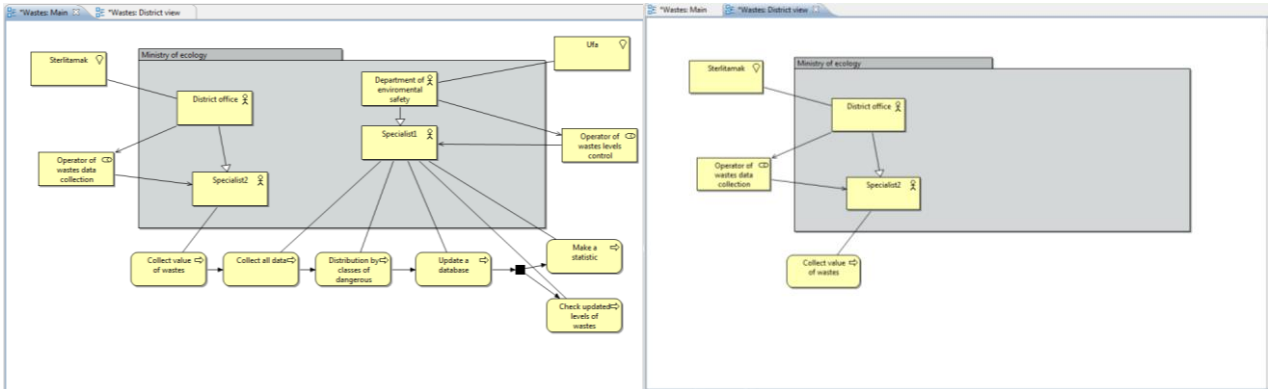 *Wastes: Main
*Wastes: District view
Sterlitamak
Ministry of ecology
Ufa
District office
Department of
enviromental
safety
Specialist1
Operator of
wastes levels
control
Operator of
wastes data
collection
Specialist2
Collect value
of wastes
Collect all data
Distribution by
classes of
dangerous
Update a
database
Make a
statistic
Check updated
levels of
wastes
*Wastes: Main
*Wastes: District view
Sterlitamak
Ministry of ecology
District office
Operator of
wastes data
collection
Specialist2
Collect value
of wastes